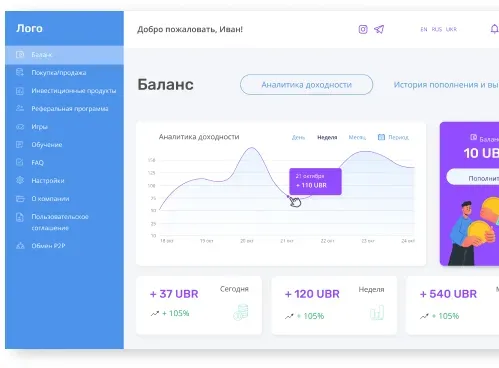 Лого
Добро пожаловать, Иван!
EN RUS UKR
Баланс
Покупка/продажа
Инвестиционные продукты
Реферальная программа
Игры
Обучение
FAQ
Настройки
О компании
Пользовательское
соглашение
Обмен P2P
Баланс
Аналитика доходности
История пополнения и вы
Аналитика доходности
День Неделя Месяц Период
150
125
100
75
50
25
10
21 октября
+ 110 UBR
18 окт 19 окт 20 окт 21 окт 22 окт 23 окт 24 окт
Балан
10 UB
Пополнит
+ 37 UBR
Сегодня
+ 105%
+ 120 UBR
Неделя
+ 105%
+ 540 UBR
+ 105%